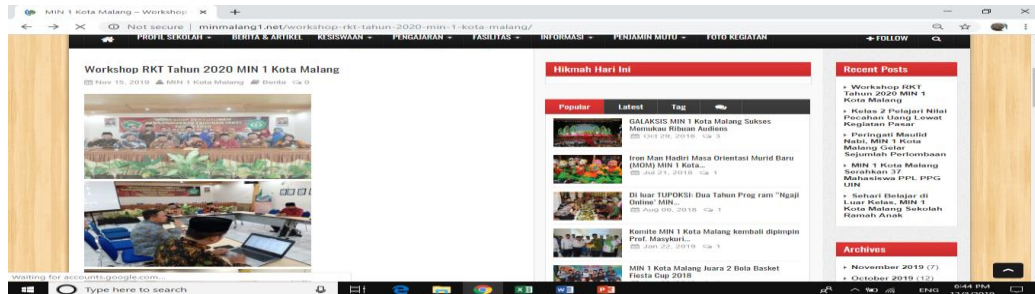 MIN 1 Kota Malang – Workshop
Not secure | minmalang1.net/workshop-rkt-tahun-2020-min-1-kota-malang/
PROFIL SEKOLAH BERITA & ARTIKEL KESISWAAN PENGAJARAN FASILITAS INFORMASI PENJAMIN MUTU FOTO KEGIATAN + FOLLOW
Workshop RKT Tahun 2020 MIN 1 Kota Malang
Nov 15, 2019 MIN 1 Kota Malang Berita 0
Hikmah Hari Ini
Popular Latest Tag
GALAKSIS MIN 1 Kota Malang Sukses
Memukau Ribuan Audiens
Oct 29, 2018 3
Iron Man Hadiri Masa Orientasi Murid Baru
(MOM) MIN 1 Kota...
Jul 21, 2018 1
Di luar TUPOKSI: Dua Tahun Prog ram "Ngaji
Online' MIN...
Aug 08, 2018 1
Komite MIN 1 Kota Malang kembali dipimpin
Prof. Masykuri...
Jan 22, 2019 1
MIN 1 Kota Malang Juara 2 Bola Basket
Fiesta Cup 2018
Recent Posts
Workshop RKT
Tahun 2020 MIN 1
Kota Malang
Kelas 2 Pelajari Nilai
Pecahan Uang Lewat
Kegiatan Pasar
Peringati Maulid
Nabi, MIN 1 Kota
Malang Gelar
Sejumlah Perlombaan
MIN 1 Kota Malang
Serahkan 37
Mahasiswa PPL PPG
UIN
Sehari Belajar di
Luar Kelas, MIN 1
Kota Malang Sekolah
Ramah Anak
Archives
November 2019 (7)
October 2019 (12)
Waiting for accounts.google.com...
Type here to search
ENG
6:44 PM